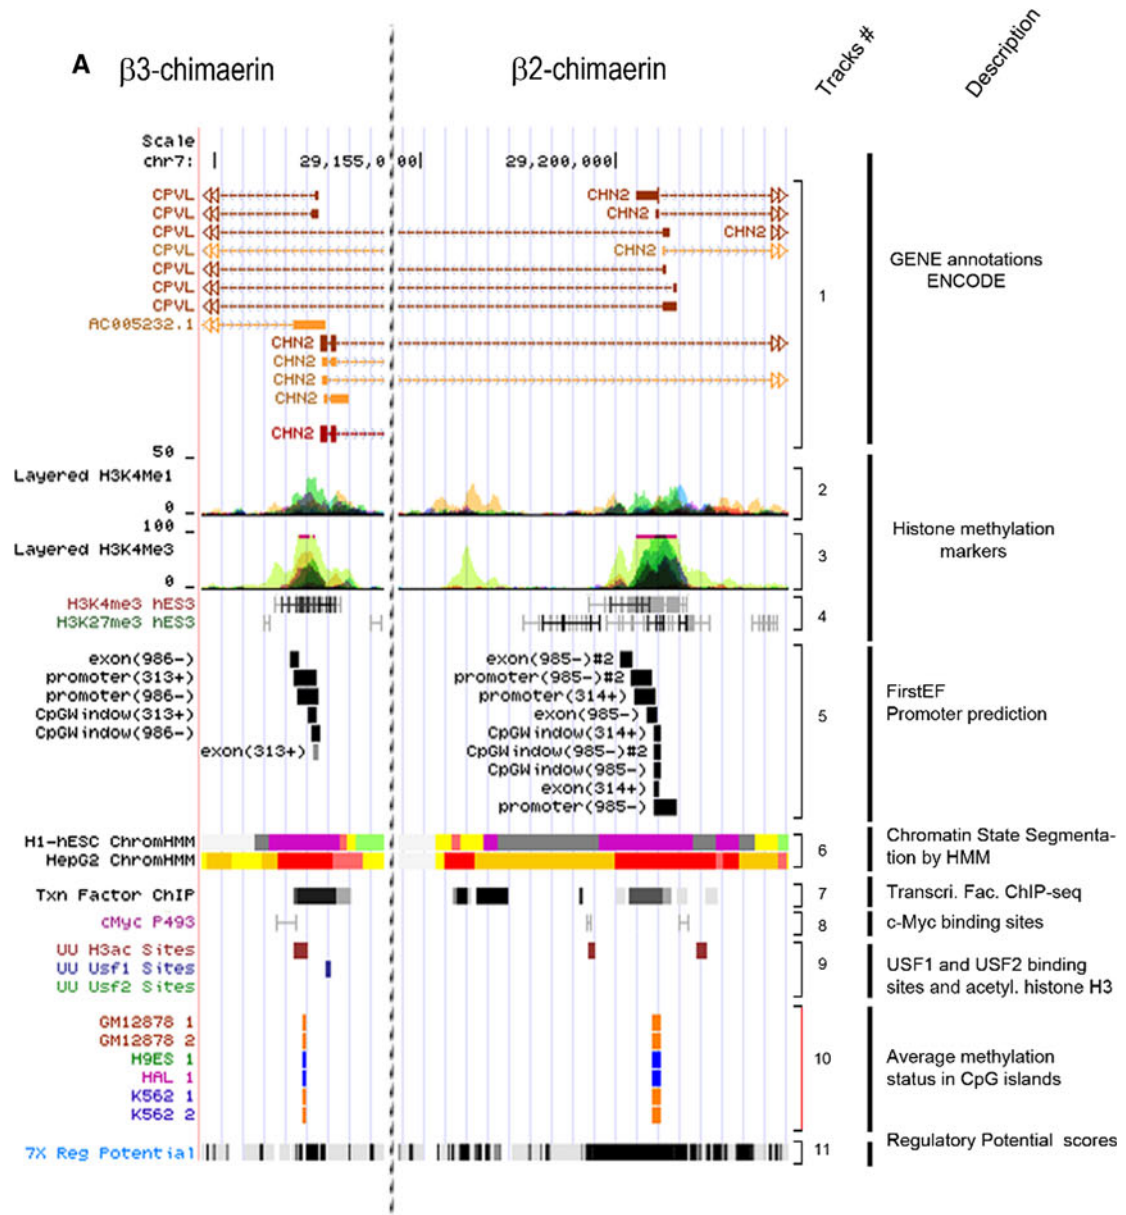 A β3-chimaerin β2-chimaerin Tracks # Description
Scale
chr7: 29,155,0 00 29,200,000
CPVL CHN2
CPVL CHN2
CPVL CHN2
CPVL CHN2
CPVL
CPVL
CPVL
AC005232.1
CHN2
CHN2
CHN2
CHN2
CHN2
1
GENE annotations
ENCODE
50
Layered H3K4Me1
0
2
100
Layered H3K4Me3
0
3
Histone methylation
markers
H3K4me3 hES3
H3K27me3 hES3
4
exon(986-) exon(985-)#2
promoter(313+) promoter(985-)#2
promoter(986-) promoter(314+)
CpGWindow(313+) exon(985-)
CpGWindow(986-) CpGWindow(314+)
exon(313+) CpGWindow(985-)#2
CpGWindow(985-)
exon(314+)
promoter(985-)
5
FirstEF
Promoter prediction
H1-hESC ChromHMM
HepG2 ChromHMM
6
Chromatin State Segmenta-
tion by HMM
Txn Factor ChIP 7 Transcri. Fac. ChIP-seq
cMyc P493 8 c-Myc binding sites
UU H3ac Sites
UU Usf1 Sites
UU Usf2 Sites
9
USF1 and USF2 binding
sites and acetyl. histone H3
GM12878 1
GM12878 2
H9ES 1
HAL 1
K562 1
K562 2
10
Average methylation
status in CpG islands
7X Reg Potential 11 Regulatory Potential scores